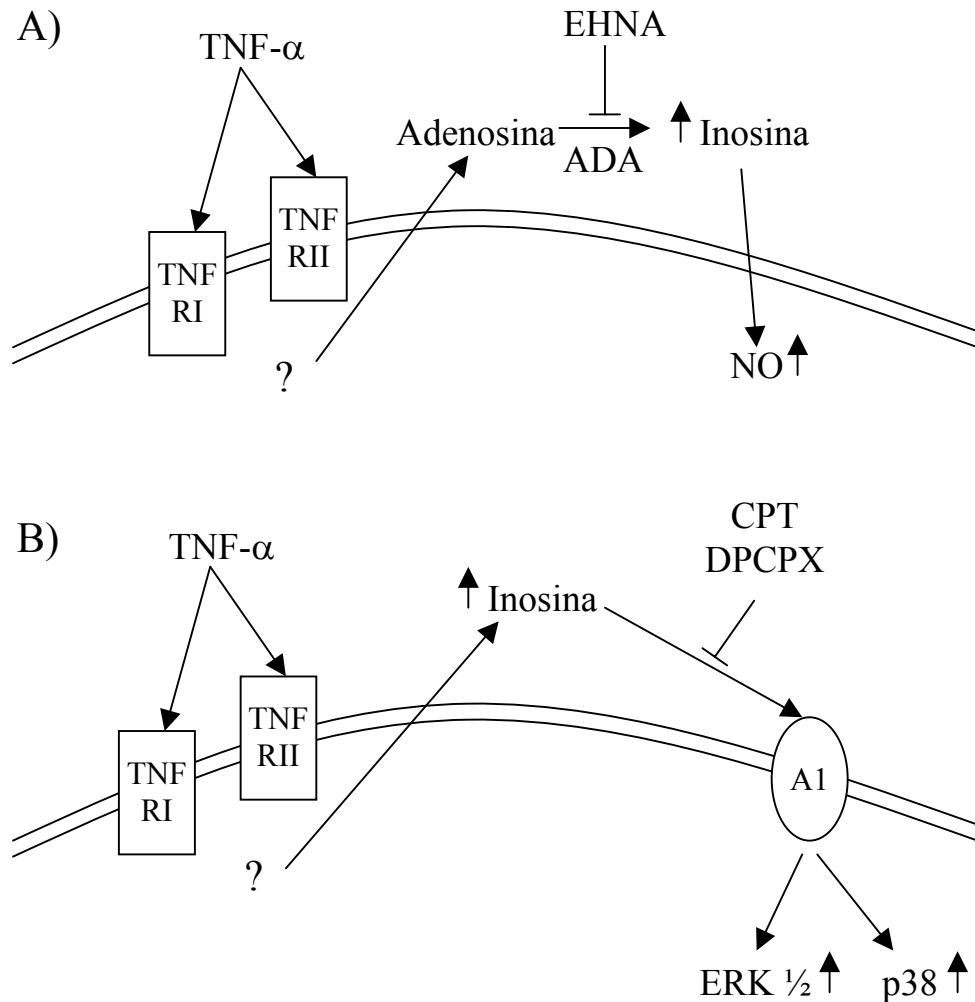 A)
TNF-α
EHNA
Adenosina
ADA
Inosina
TNF
RII
TNF
RI
?
NO
B)
TNF-α
CPT
DPCPX
Inosina
TNF
RII
TNF
RI
A1
?
ERK ½
p38